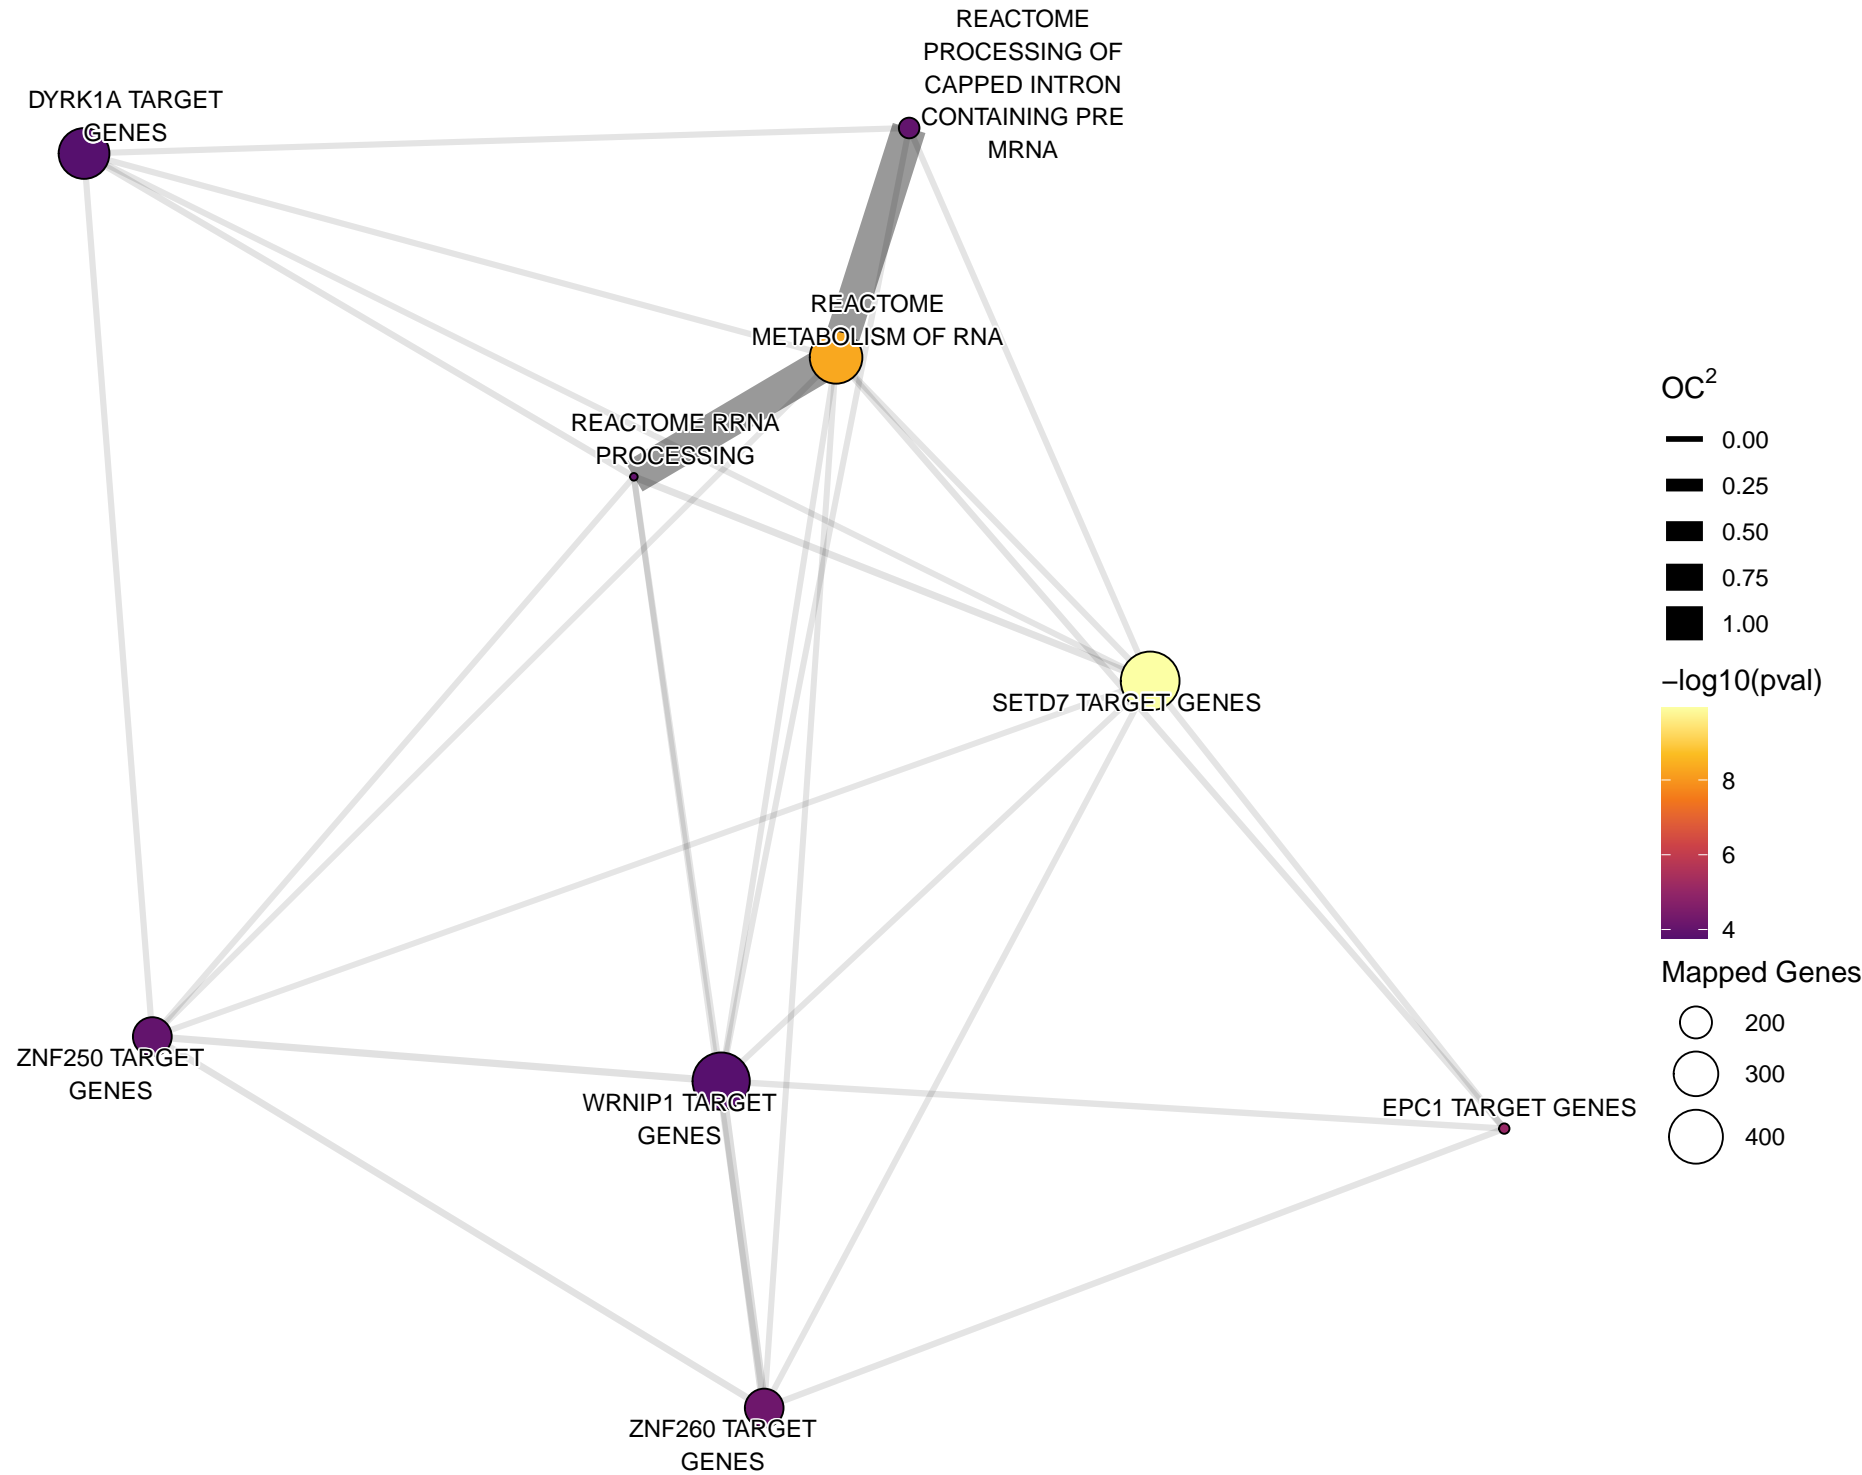 REACTOME
PROCESSING OF
CAPPED INTRON
CONTAINING PRE
MRNA
DYRK1A TARGET
GENES
REACTOME
METABOLISM OF RNA
REACTOME RRNA
PROCESSING
SETD7 TARGET GENES
ZNF250 TARGET
GENES
WRNIP1 TARGET
GENES
EPC1 TARGET GENES
ZNF260 TARGET
GENES
OC²
0.00
0.25
0.50
0.75
1.00
−log10(pval)
8
6
4
Mapped Genes
200
300
400